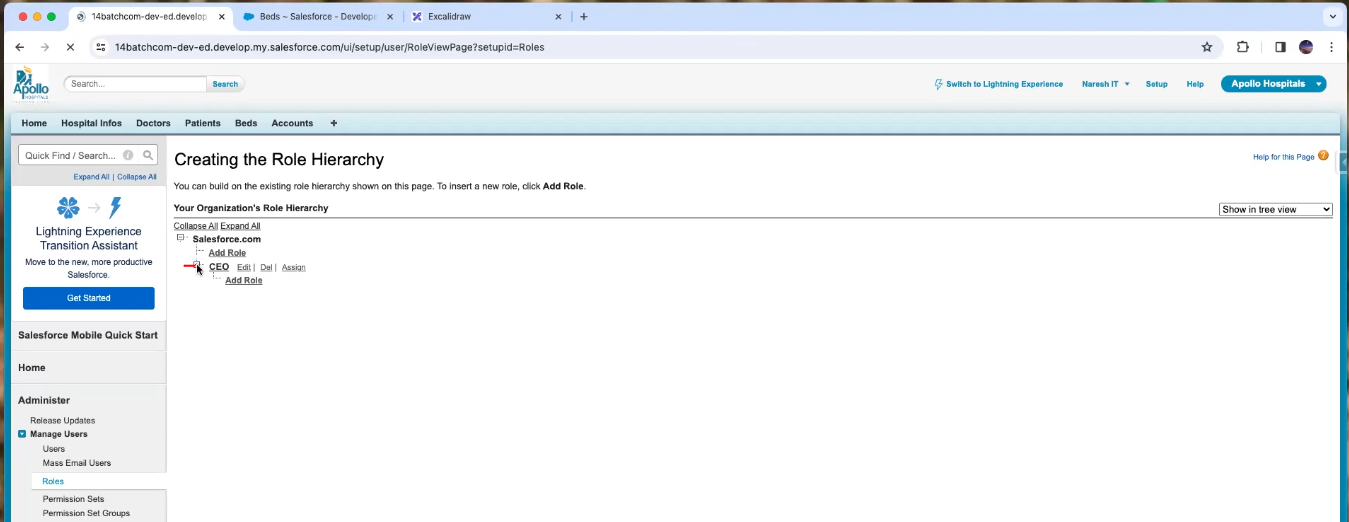 14batchcom-dev-ed.develop
Beds ~ Salesforce - Develope
Excalidraw
14batchcom-dev-ed.develop.my.salesforce.com/ui/setup/user/RoleViewPage?setupid=Roles
Apollo
HOSPITALS
Search...
Search
Switch to Lightning Experience
Naresh IT
Setup
Help
Apollo Hospitals
Home
Hospital Infos
Doctors
Patients
Beds
Accounts
+
Quick Find / Search...
Expand All | Collapse All
Lightning Experience
Transition Assistant
Move to the new, more productive
Salesforce.
Get Started
Salesforce Mobile Quick Start
Home
Administer
Release Updates
Manage Users
Users
Mass Email Users
Roles
Permission Sets
Permission Set Groups
Creating the Role Hierarchy
Help for this Page ?
You can build on the existing role hierarchy shown on this page. To insert a new role, click Add Role.
Your Organization's Role Hierarchy
Show in tree view
Collapse All Expand All
Salesforce.com
Add Role
CEO Edit | Del | Assign
Add Role